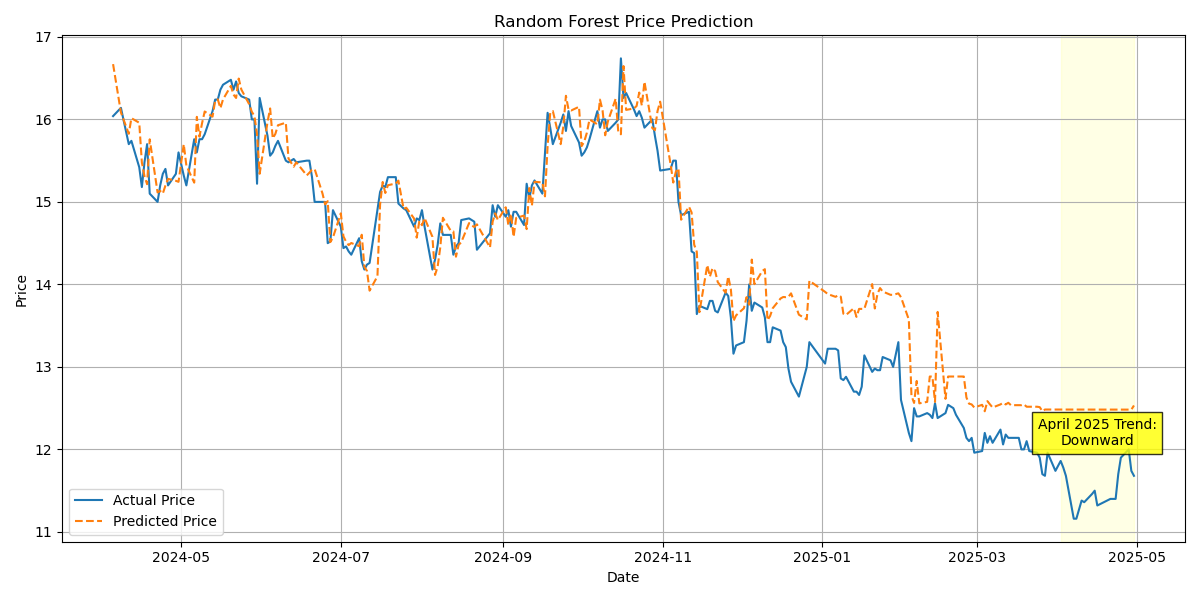 Random Forest Price Prediction
Price
17
16
15
14
13
12
11
April 2025 Trend:
Downward
Actual Price
Predicted Price
2024-05
2024-07
2024-09
2024-11
2025-01
2025-03
2025-05
Date